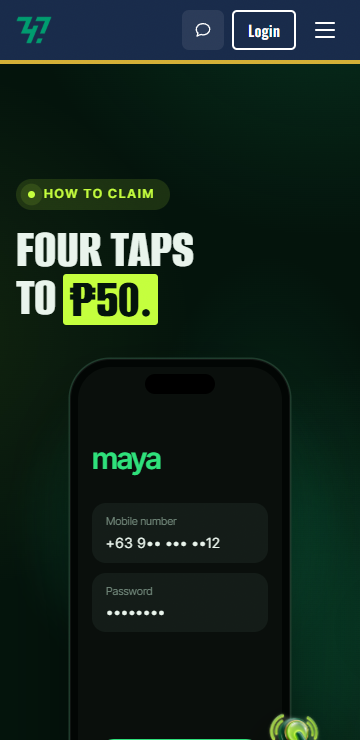 Login
HOW TO CLAIM
FOUR TAPS
TO ₱50.
maya
Mobile number
+63 9•• ••• ••12
Password
••••••••